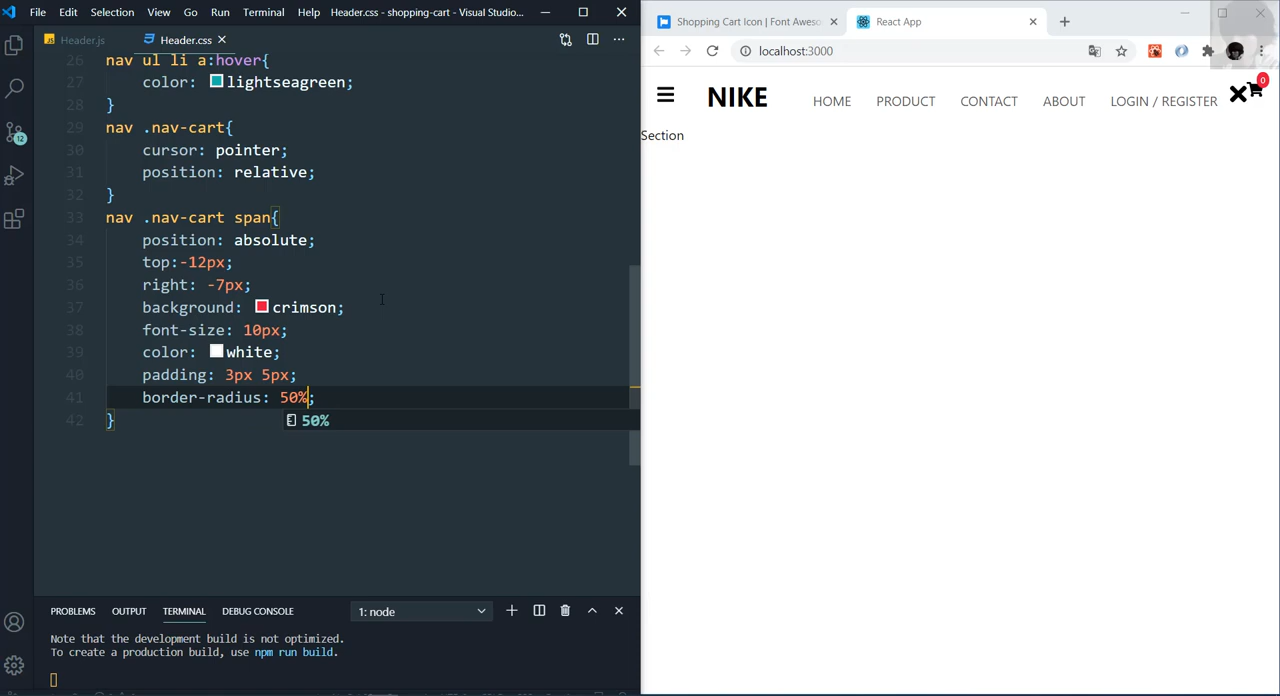 File Edit Selection View Go Run Terminal Help Header.css - shopping-cart - Visual Studio...
Header.js Header.css
26 nav ul li a:hover{
27 color: lightseagreen;
28 }
29 nav .nav-cart{
30 cursor: pointer;
31 position: relative;
32 }
33 nav .nav-cart span{
34 position: absolute;
35 top:-12px;
36 right: -7px;
37 background: crimson;
38 font-size: 10px;
39 color: white;
40 padding: 3px 5px;
41 border-radius: 50%;
50%
42 }
12
PROBLEMS OUTPUT TERMINAL DEBUG CONSOLE 1: node
Note that the development build is not optimized.
To create a production build, use npm run build.
Shopping Cart Icon | Font Aweso React App
localhost:3000
NIKE HOME PRODUCT CONTACT ABOUT LOGIN / REGISTER 0
Section